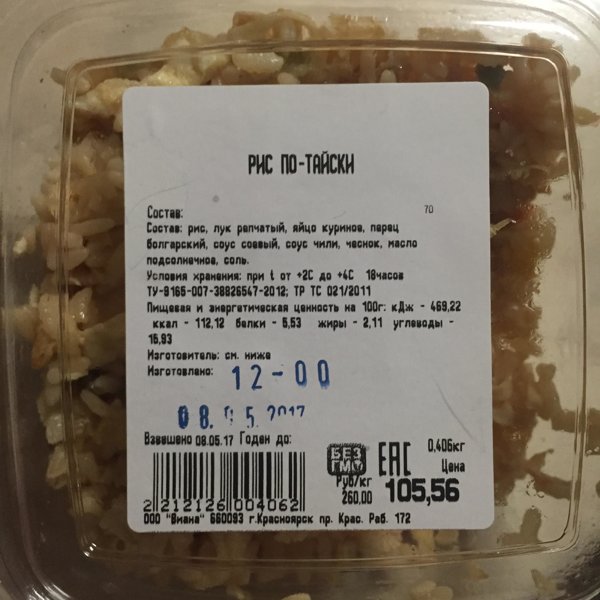 РИС ПО-ТАЙСКИ
Состав: 70
Состав: рис, лук репчатый, яйцо куриное, перец
болгарский, соус соевый, соус чили, чеснок, масло
подсолнечное, соль.
Условия хранения: при t от +2С до +4С 18часов
ТУ-9165-007-38826547-2012; ТР ТС 021/2011
Пищевая и энергетическая ценность на 100г: кДж - 469,22
ккал - 112,12 белки - 5,53 жиры - 2,11 углеводы -
15,93
Изготовитель: см. ниже
Изготовлено: 12-00
08. 05. 2017
Взвешено 08.05.17 Годен до:
БЕЗ ГМО EAC 0,406кг
Руб/кг Цена
260,00 105,56
2 212126 004062
ООО "Виана" 660093 г.Красноярск пр. Крас. Раб. 172